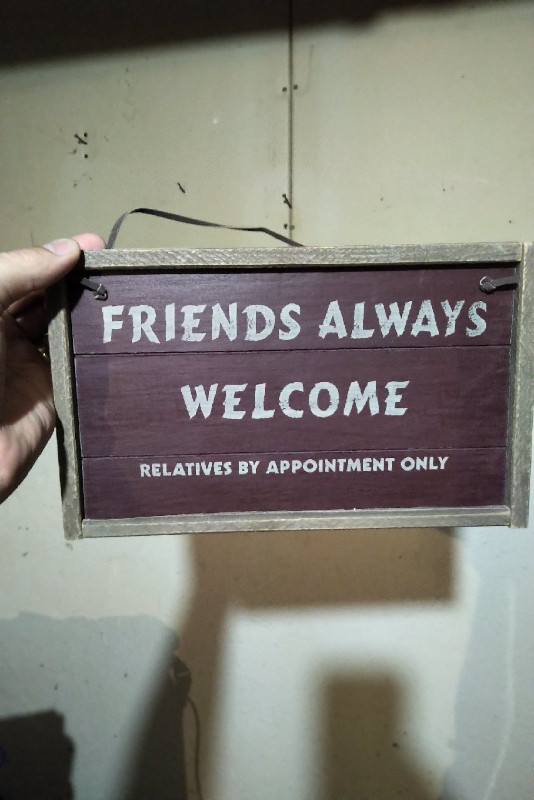 FRIENDS ALWAYS
WELCOME
RELATIVES BY APPOINTMENT ONLY